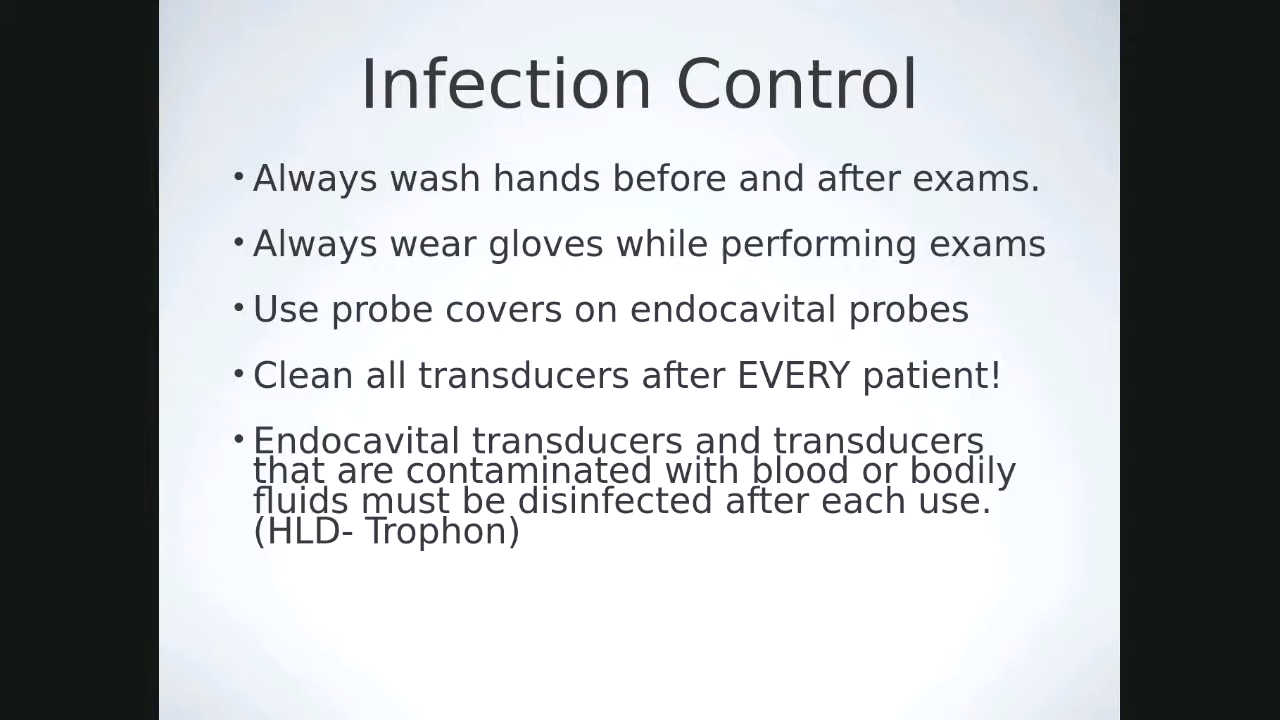 Infection Control
• Always wash hands before and after exams.
• Always wear gloves while performing exams
• Use probe covers on endocavital probes
• Clean all transducers after EVERY patient!
• Endocavital transducers and transducers
that are contaminated with blood or bodily
fluids must be disinfected after each use.
(HLD- Trophon)